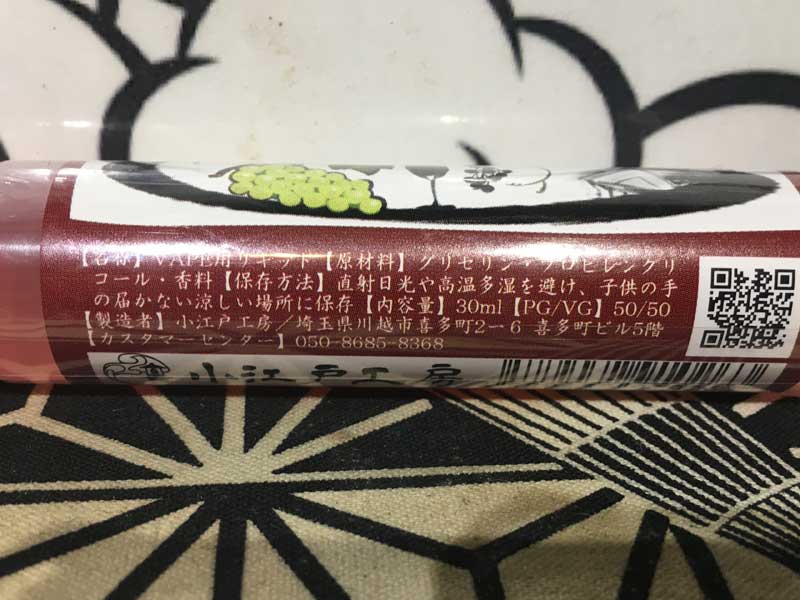 【名称】VAPE用リキッド【原材料】グリセリン・プロピレングリ
コール・香料【保存方法】直射日光や高温多湿を避け、子供の手
の届かない涼しい場所に保存【内容量】30ml【PG/VG】50/50
【製造者】小江戸工房／埼玉県川越市喜多町2−6 喜多町ビル5階
【カスタマーセンター】050-8685-8368
小江戸工房